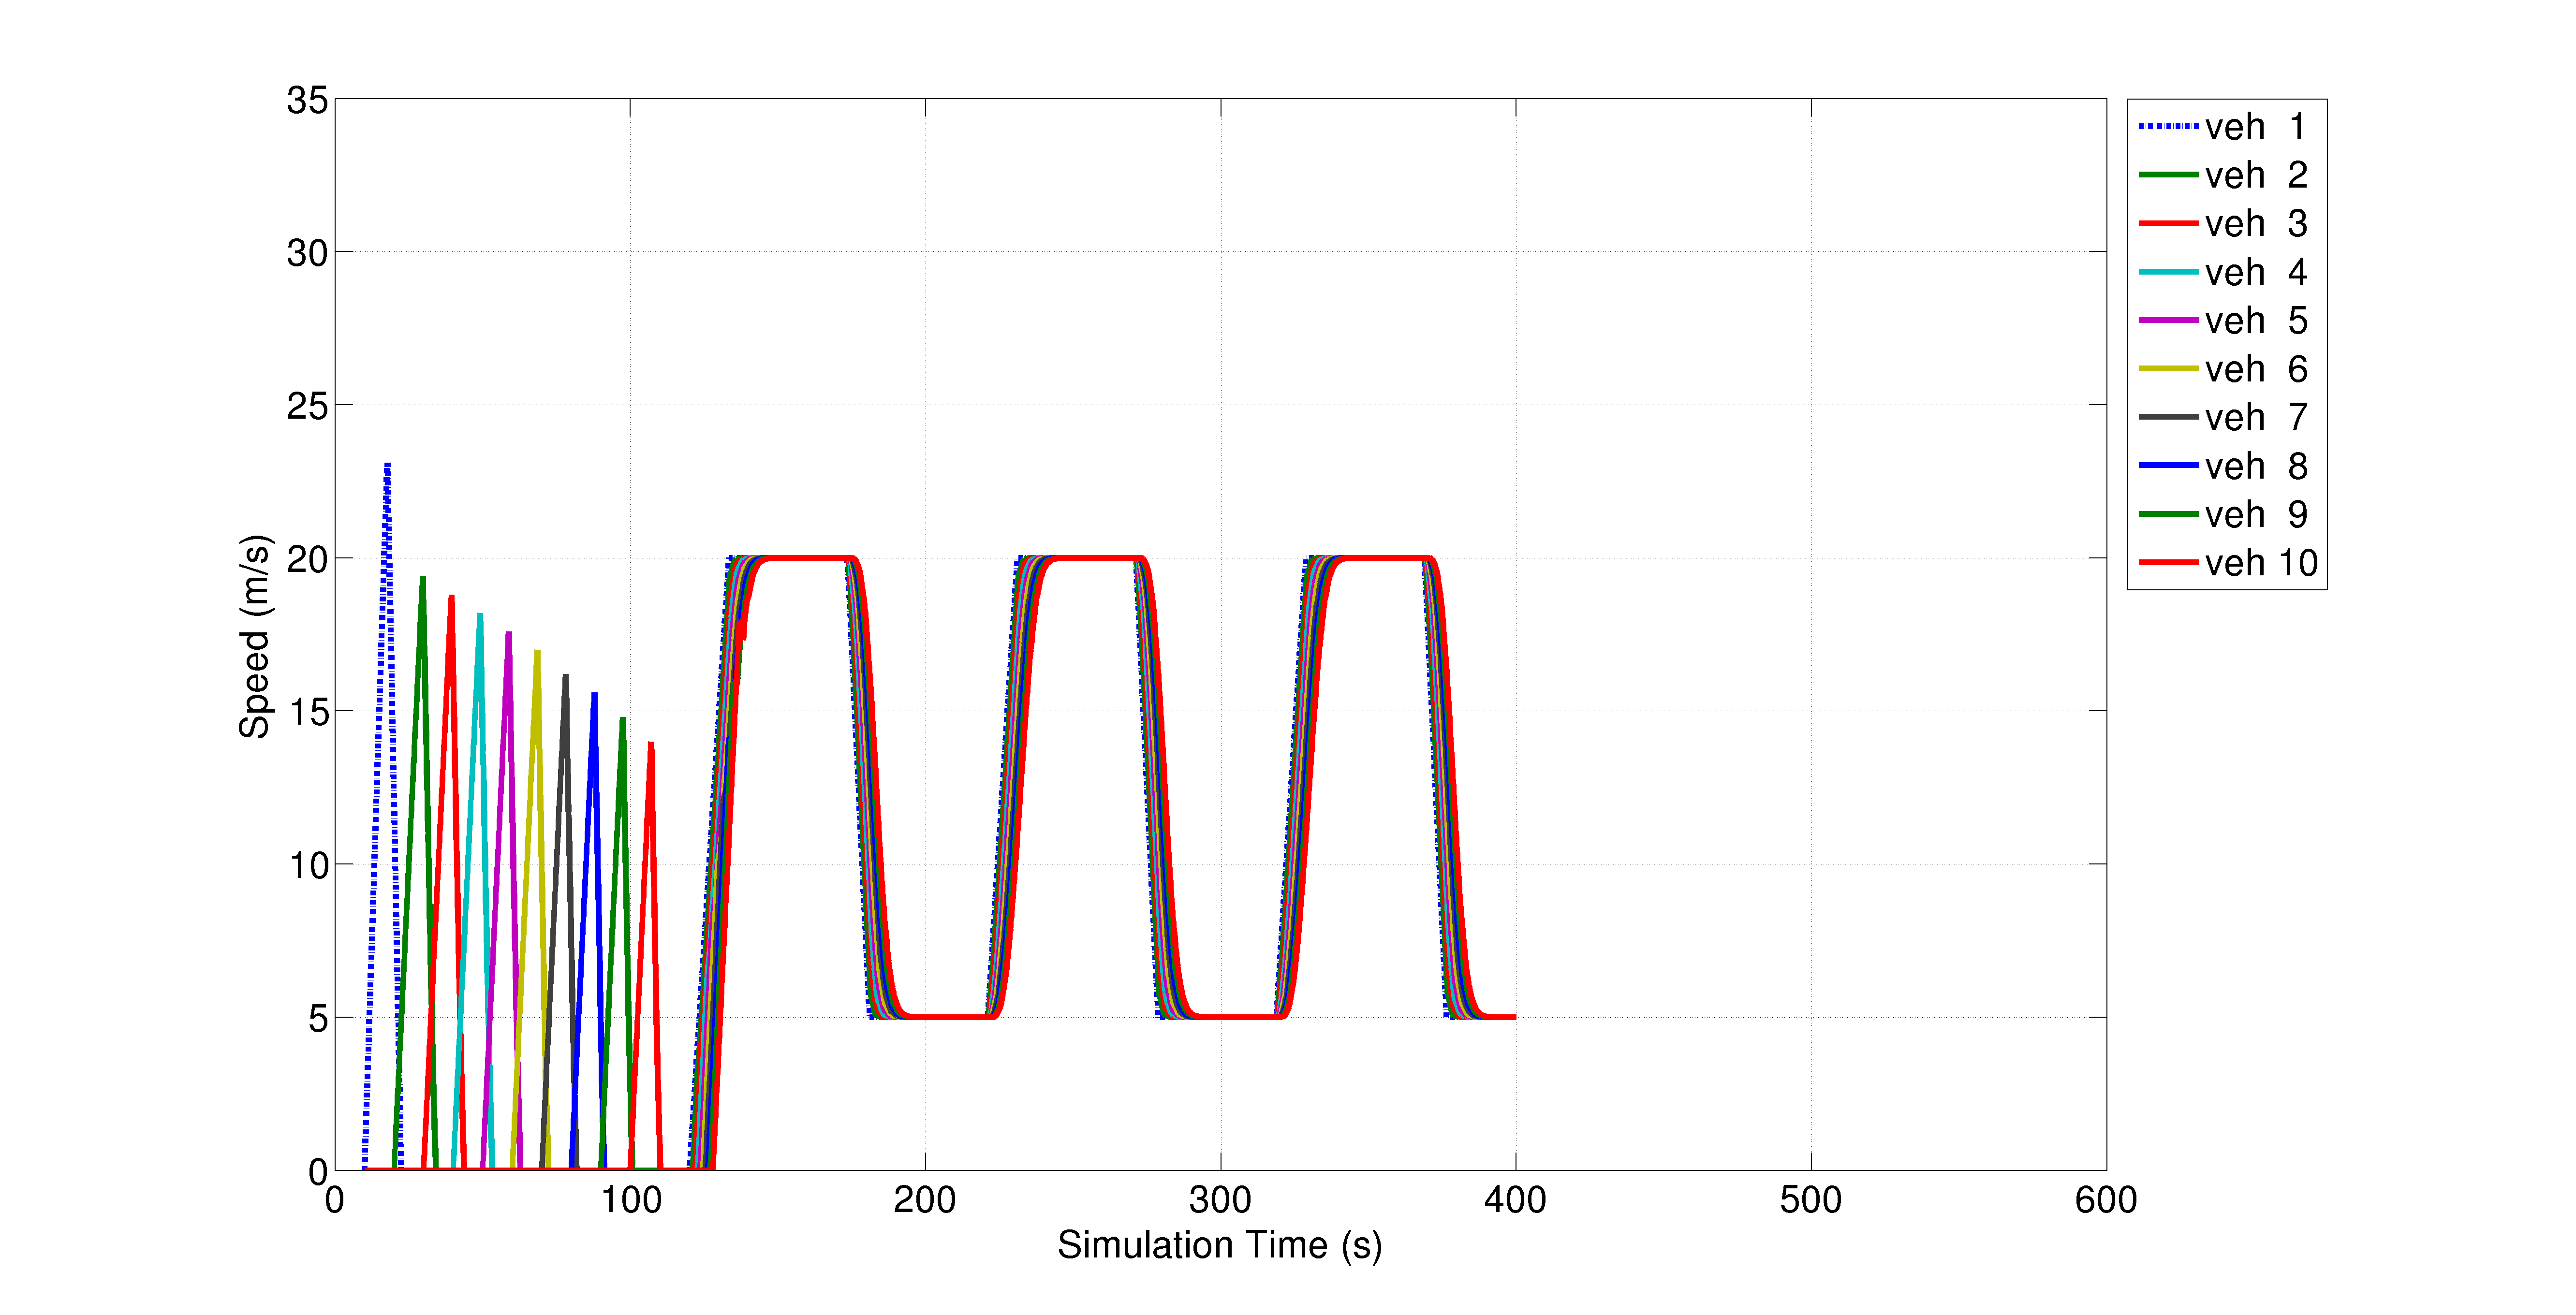 35
30
25
20
15
10
5
0
Speed (m/s)
0 100 200 300 400 500 600
Simulation Time (s)
veh 1
veh 2
veh 3
veh 4
veh 5
veh 6
veh 7
veh 8
veh 9
veh 10